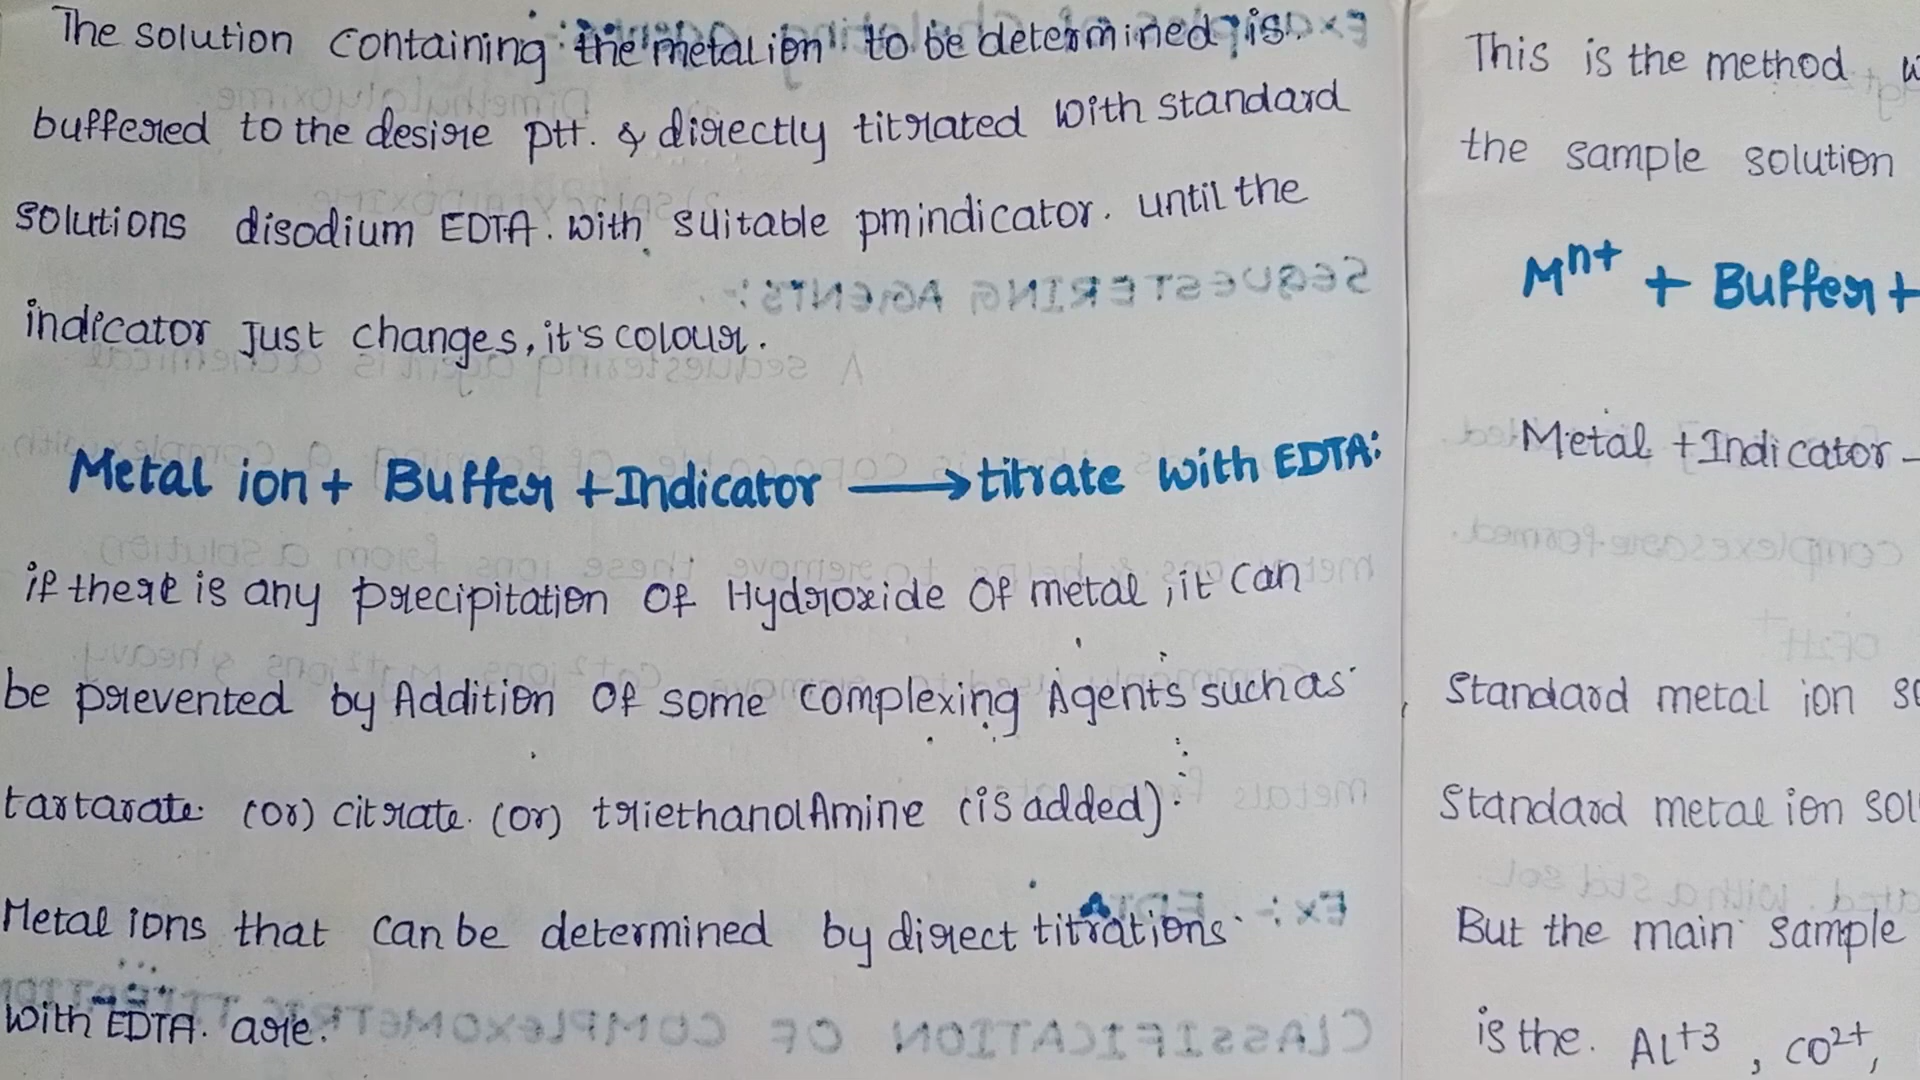 The solution containing the metal ion to be determined is.
buffered to the desire pH. & directly titrated with standard
solutions disodium EDTA. with suitable pmindicator. until the
indicator Just changes, it's colour.
Metal ion + Buffer + Indicator ⟶ titrate with EDTA:
if there is any precipitation of Hydroxide of metal, it can
be prevented by Addition of some complexing Agents such as
tartarate (or) citrate. (or) triethanolAmine (is added).
Metal ions that can be determined by direct titrations
with EDTA. are.
This is the method
the sample solution
Mⁿ⁺ + Buffer +
Metal + Indicator
Standard metal ion
Standard metal ion
But the main sample
is the. Al⁺³, CO²⁺,